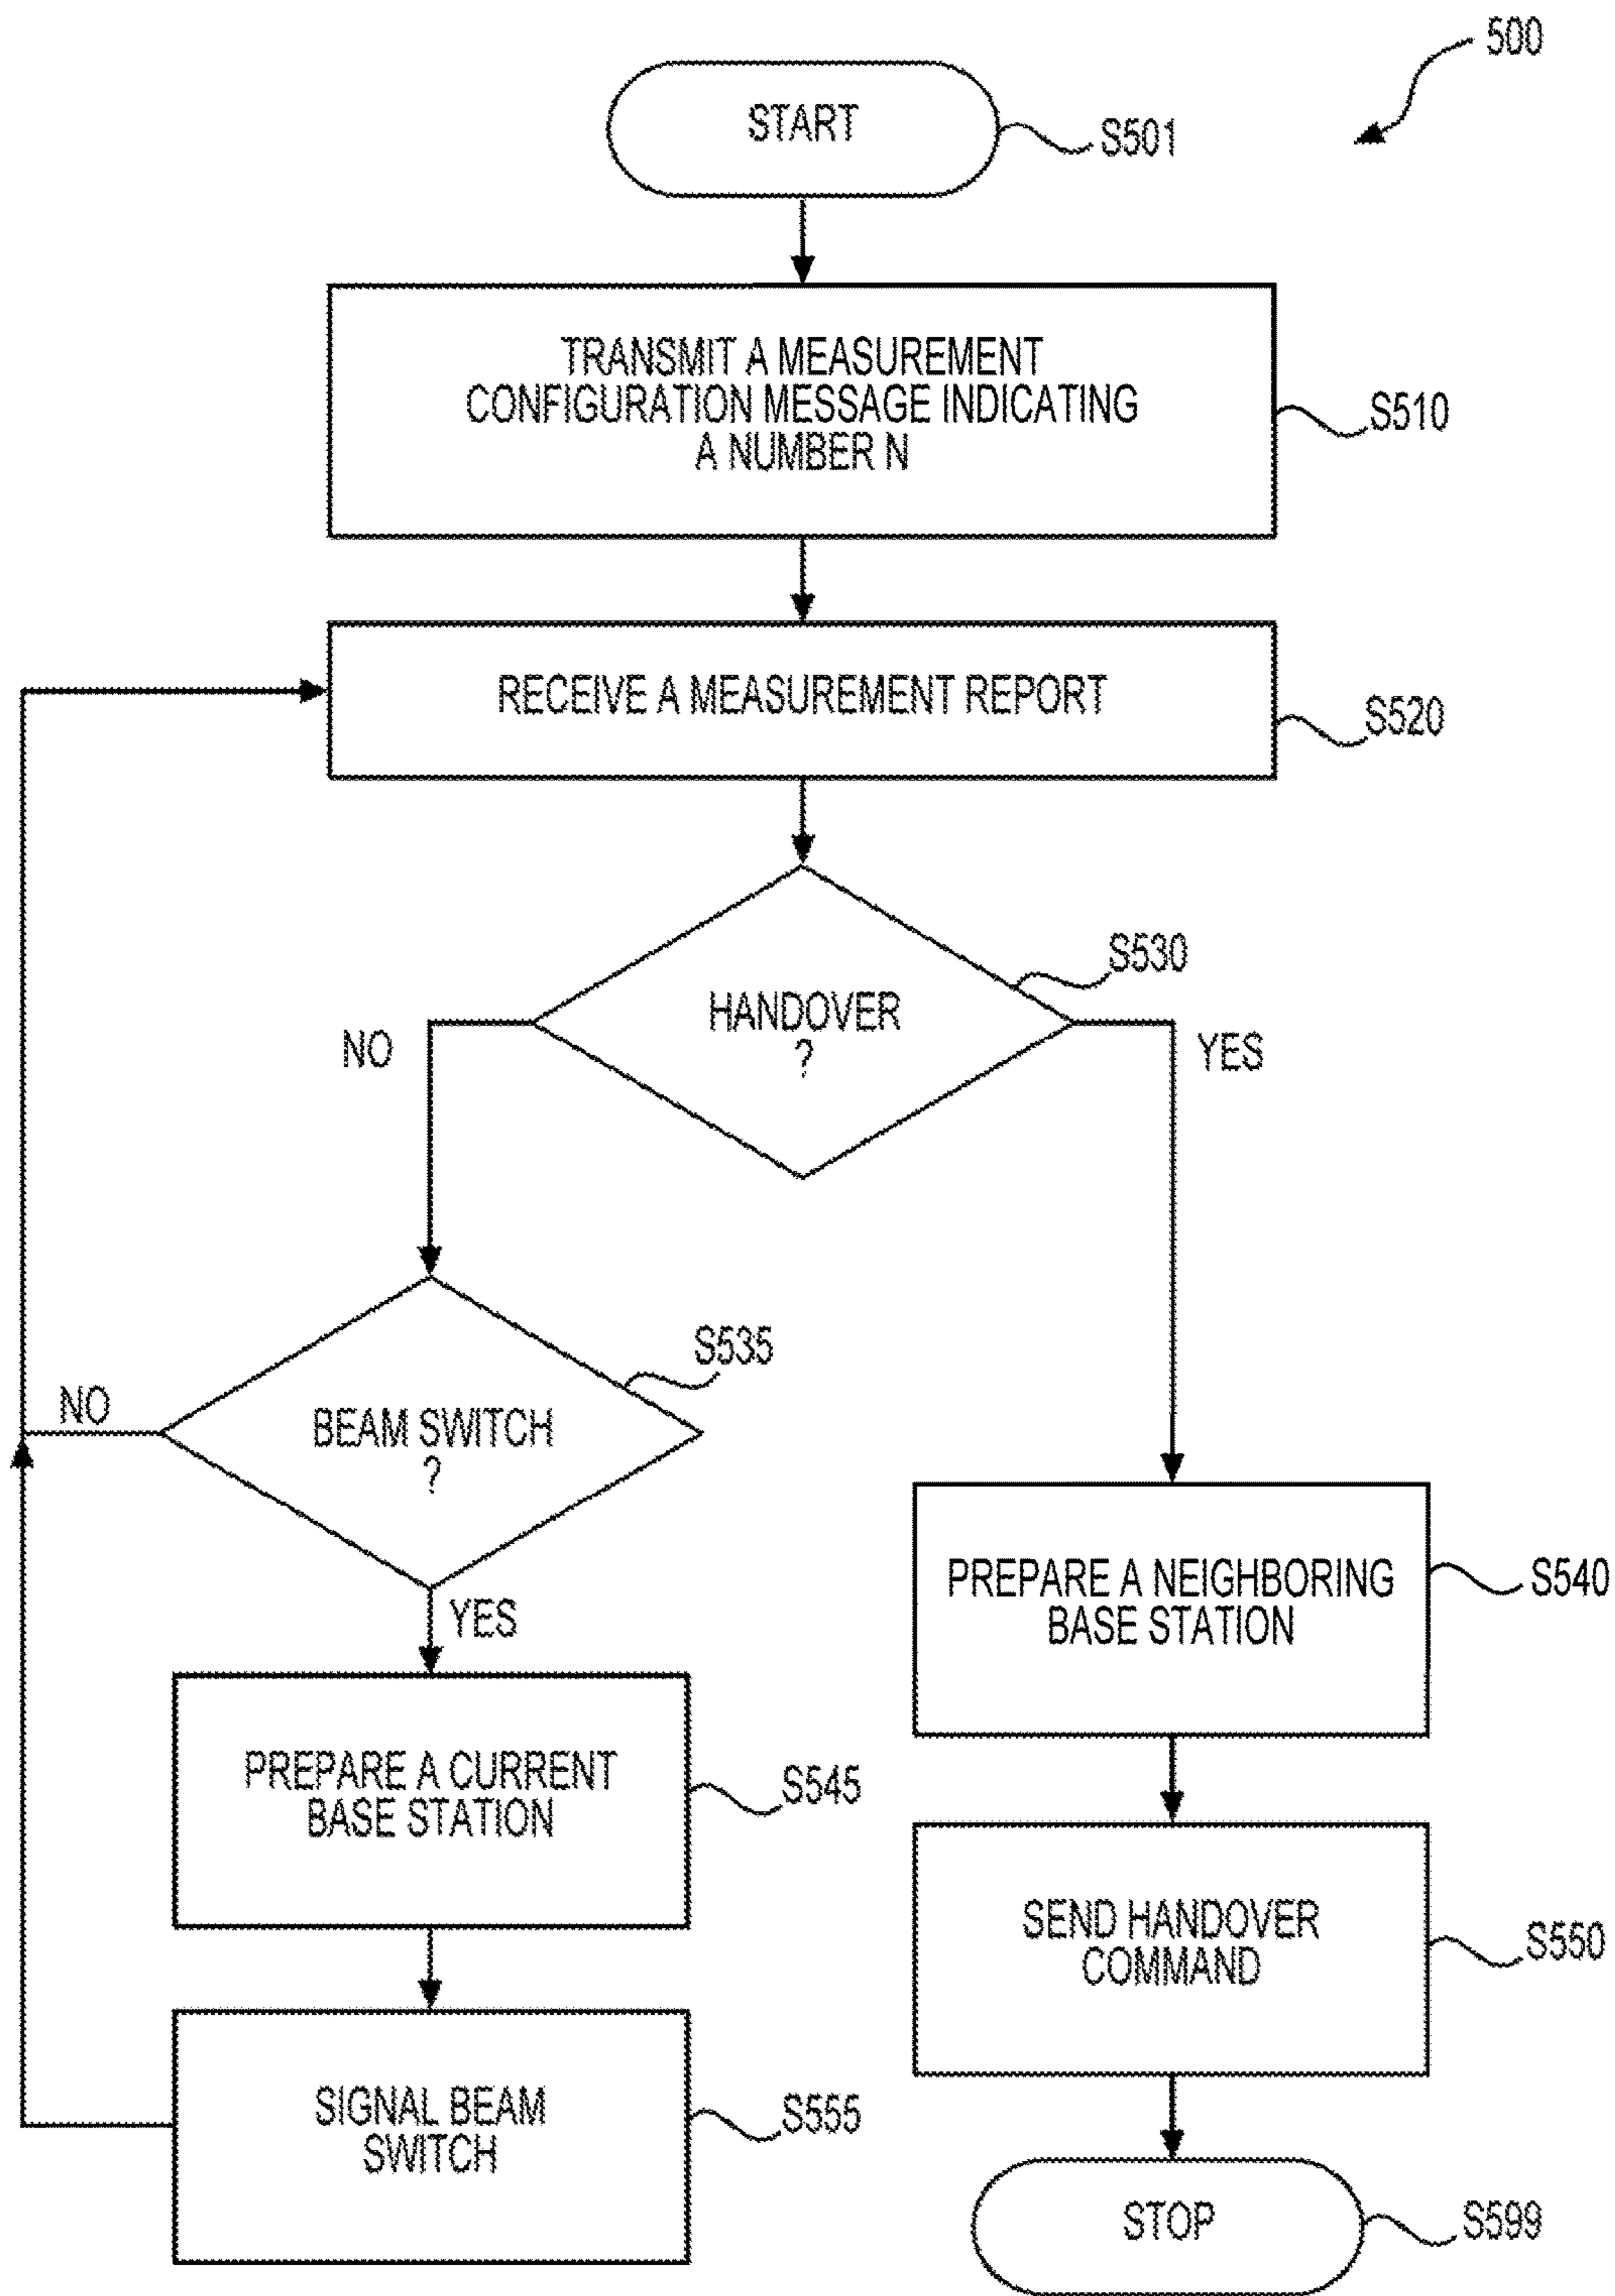 500
START
S501
TRANSMIT A MEASUREMENT
CONFIGURATION MESSAGE INDICATING
A NUMBER N
S510
RECEIVE A MEASUREMENT REPORT
S520
S530
HANDOVER
?
NO
YES
S535
NO
BEAM SWITCH
?
YES
PREPARE A NEIGHBORING
BASE STATION
S540
PREPARE A CURRENT
BASE STATION
S545
SEND HANDOVER
COMMAND
S550
SIGNAL BEAM
SWITCH
S555
STOP
S599